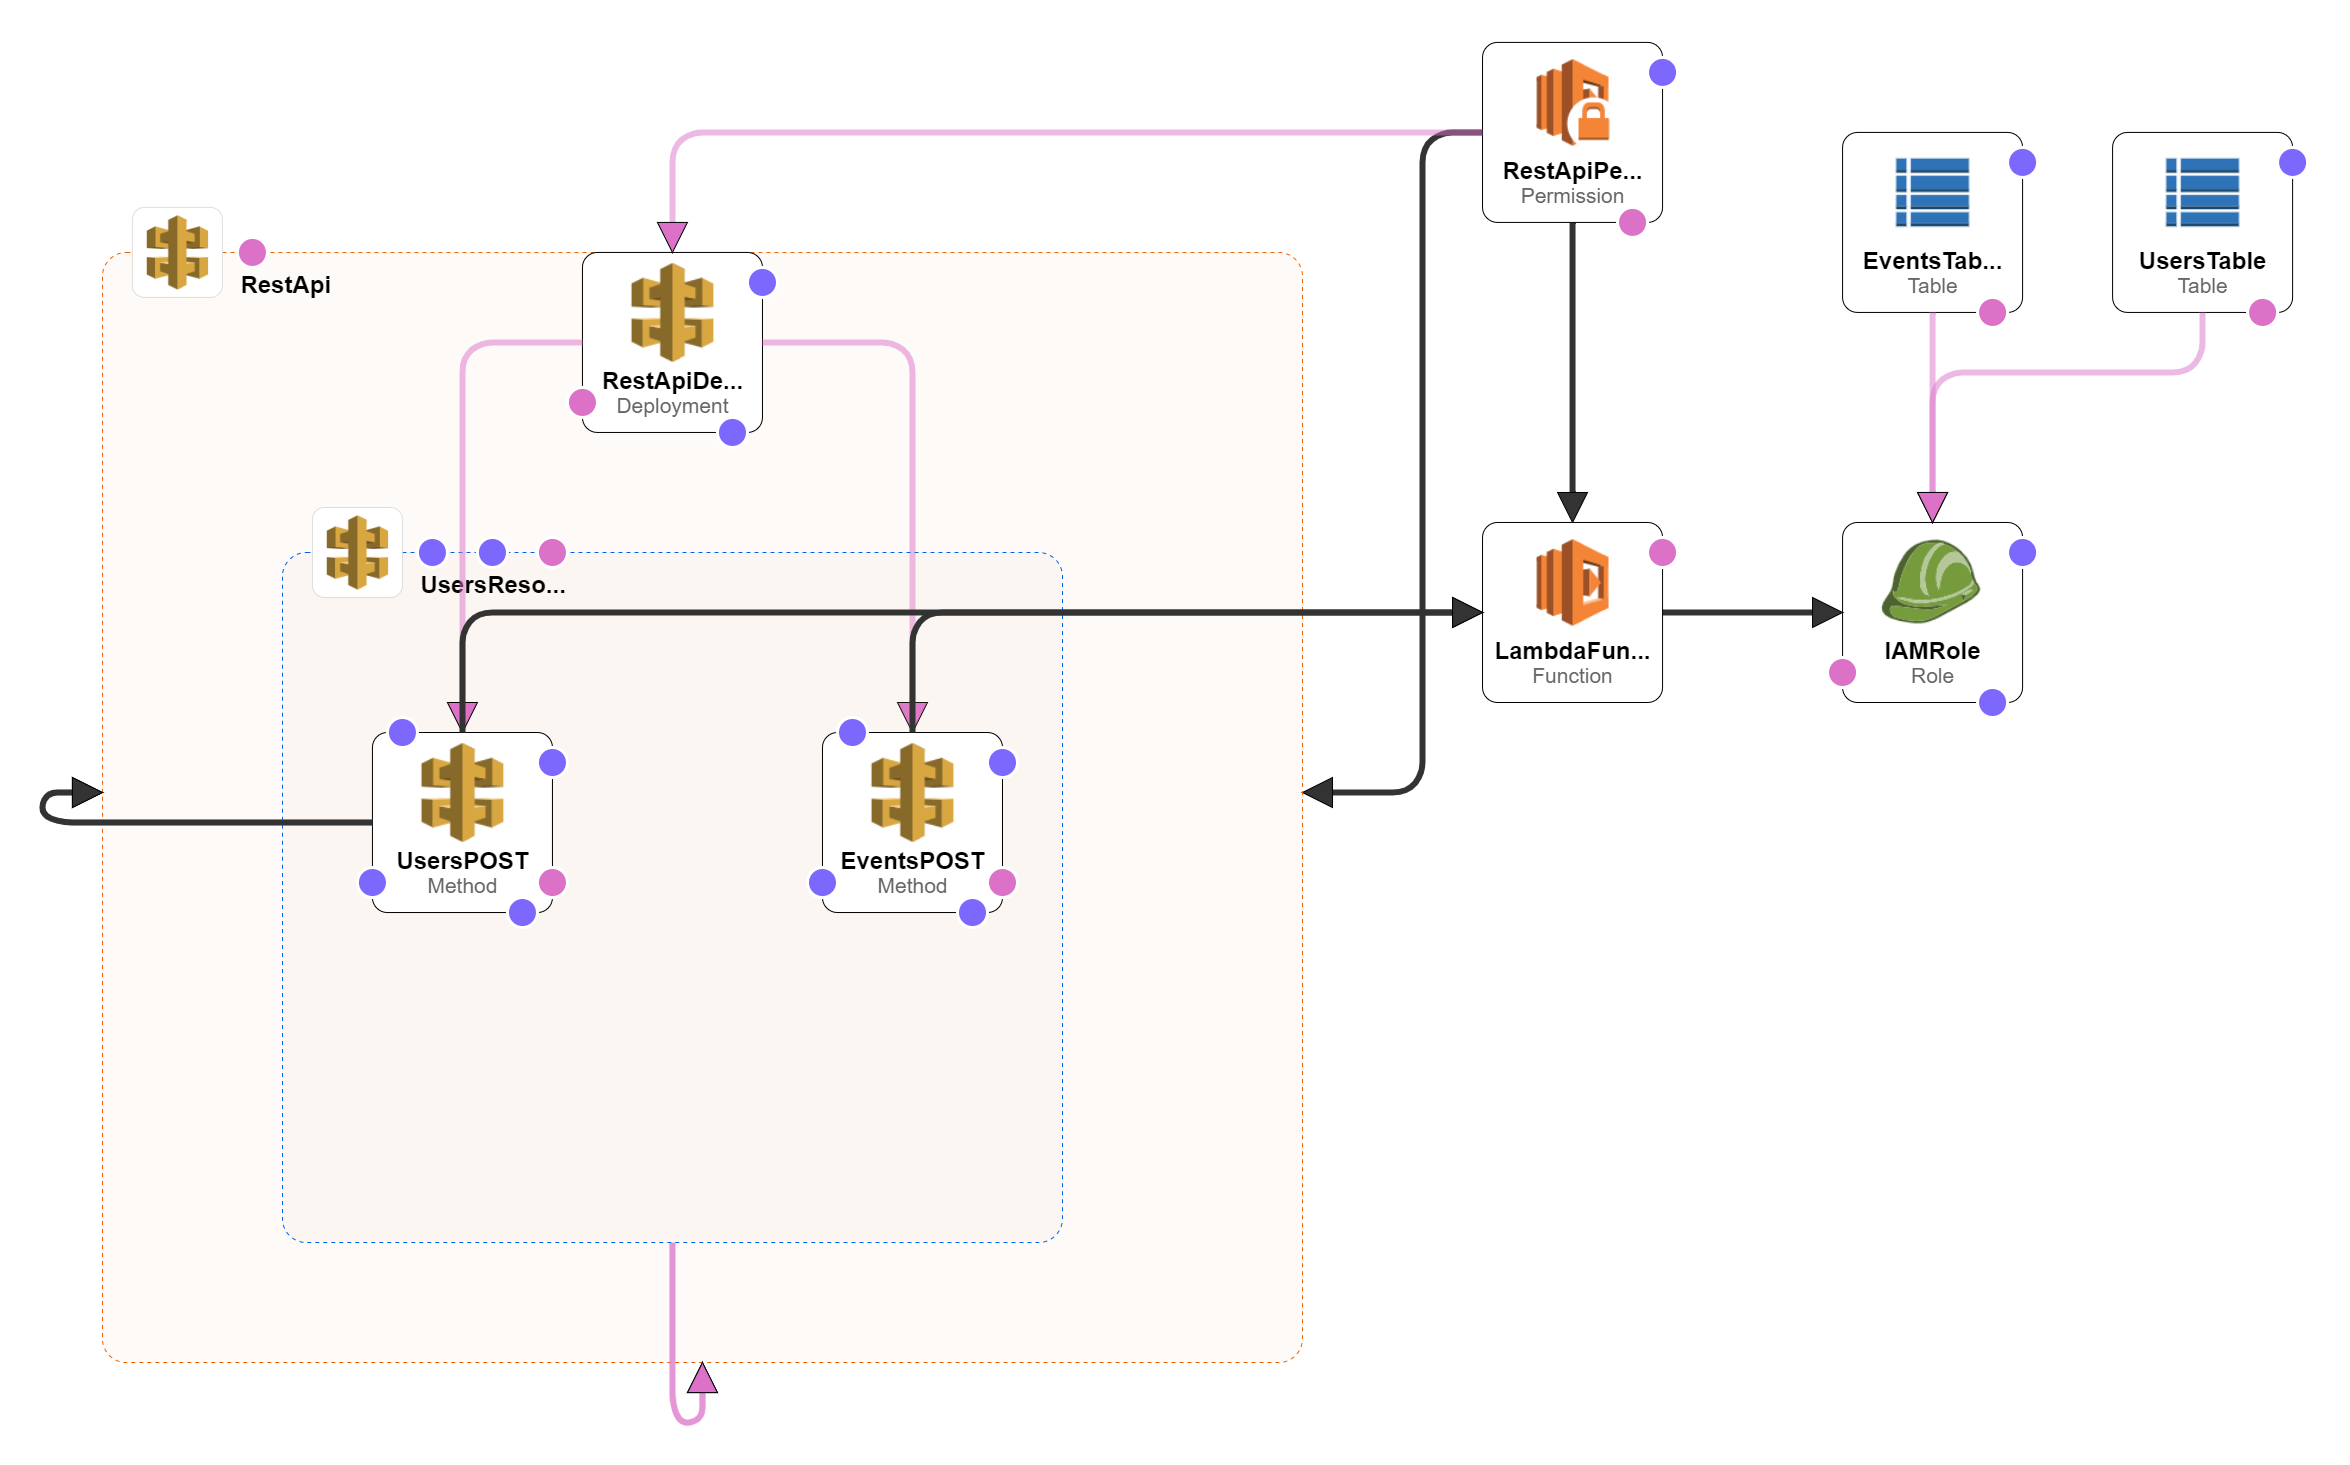 RestApiPe...
Permission
EventsTab...
Table
UsersTable
Table
RestApi
RestApiDe...
Deployment
UsersReso...
LambdaFun...
Function
IAMRole
Role
UsersPOST
Method
EventsPOST
Method